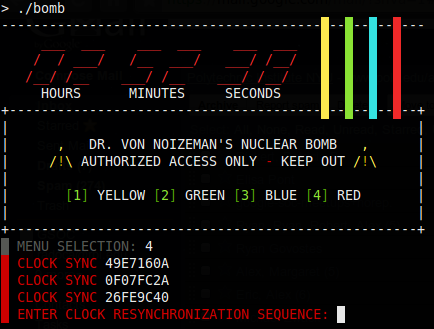 > ./bomb
HOURS MINUTES SECONDS
DR. VON NOIZEMAN'S NUCLEAR BOMB
/!\ AUTHORIZED ACCESS ONLY - KEEP OUT /!\
[1] YELLOW [2] GREEN [3] BLUE [4] RED
MENU SELECTION: 4
CLOCK SYNC 49E7160A
CLOCK SYNC 0F07FC2A
CLOCK SYNC 26FE9C40
ENTER CLOCK RESYNCHRONIZATION SEQUENCE: